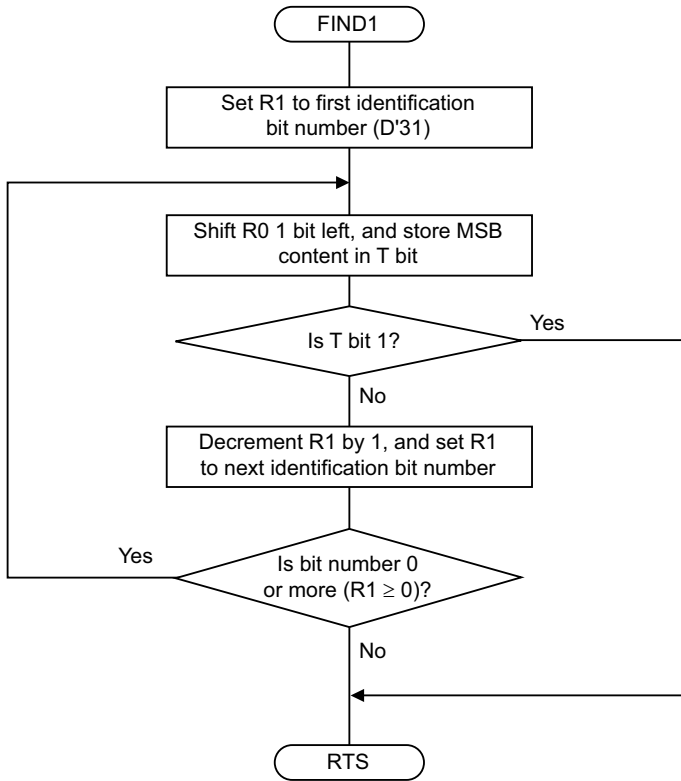 FIND1
Set R1 to first identification
bit number (D'31)
Shift R0 1 bit left, and store MSB
content in T bit
Is T bit 1?
Yes
No
Decrement R1 by 1, and set R1
to next identification bit number
Yes
Is bit number 0
or more (R1 ≥ 0)?
No
RTS